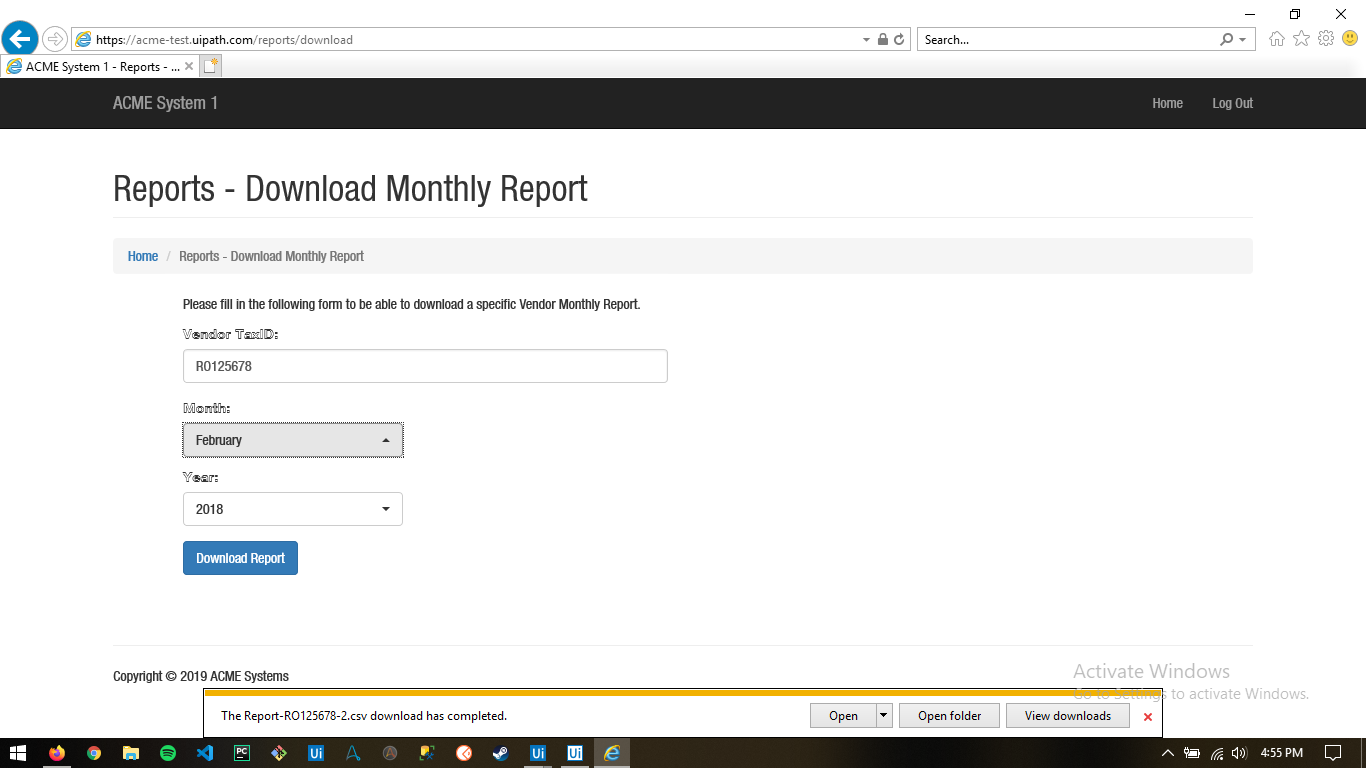 https://acme-test.uipath.com/reports/download
Search...
ACME System 1 - Reports - ...
ACME System 1
Home
Log Out
Reports - Download Monthly Report
Home / Reports - Download Monthly Report
Please fill in the following form to be able to download a specific Vendor Monthly Report.
Vendor TaxID:
RO125678
Month:
February
Year:
2018
Download Report
Copyright © 2019 ACME Systems
Activate Windows
Go to Settings to activate Windows.
The Report-RO125678-2.csv download has completed.
Open
Open folder
View downloads
PC
Ui
Ui
Ui
4:55 PM